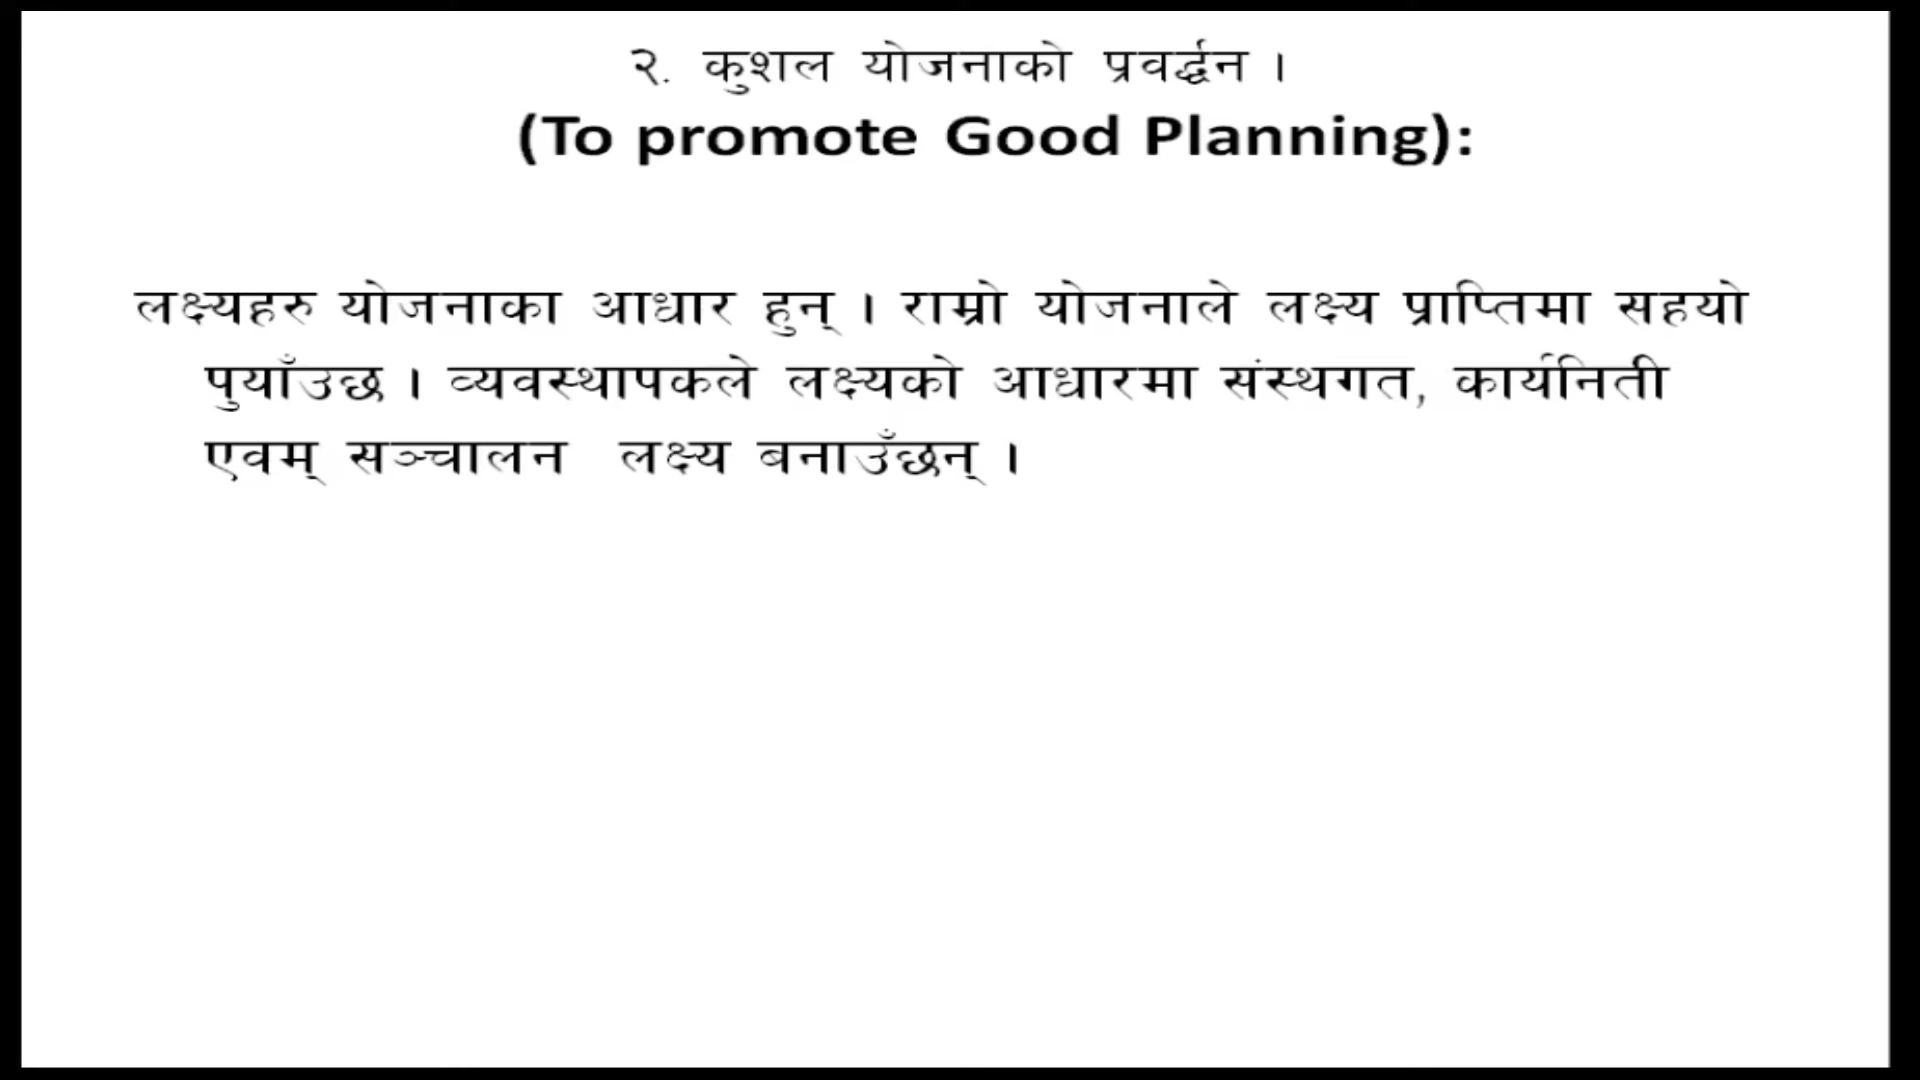 २. कुशल योजनाको प्रवर्द्धन ।
(To promote Good Planning):
लक्ष्यहरु योजनाका आधार हुन् । राम्रो योजनाले लक्ष्य प्राप्तिमा सहयो
पुयाँउछ । व्यवस्थापकले लक्ष्यको आधारमा संस्थगत, कार्यनिती
एवम् सञ्चालन लक्ष्य बनाउँछन् ।